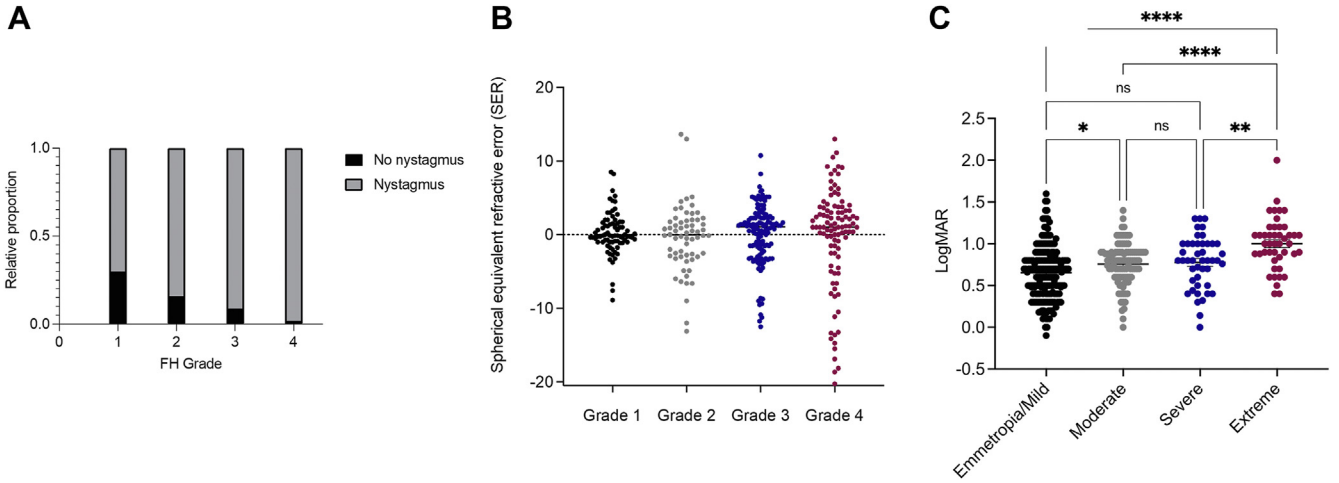 A
Relative proportion
1.0
0.5
0.0
0
1
2
3
4
FH Grade
No nystagmus
Nystagmus
B
Spherical equivalent refractive error (SER)
20
10
0
-10
-20
Grade 1
Grade 2
Grade 3
Grade 4
C
****
****
ns
*
ns
**
LogMAR
2.5
2.0
1.5
1.0
0.5
0.0
-0.5
Emmetropia/Mild
Moderate
Severe
Extreme